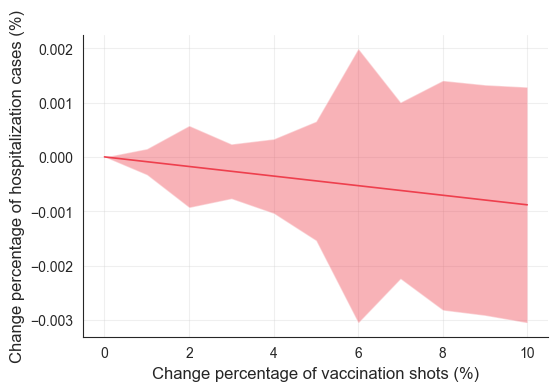 Change percentage of hospitalization cases (%)
0.002
0.001
0.000
−0.001
−0.002
−0.003
0 2 4 6 8 10
Change percentage of vaccination shots (%)